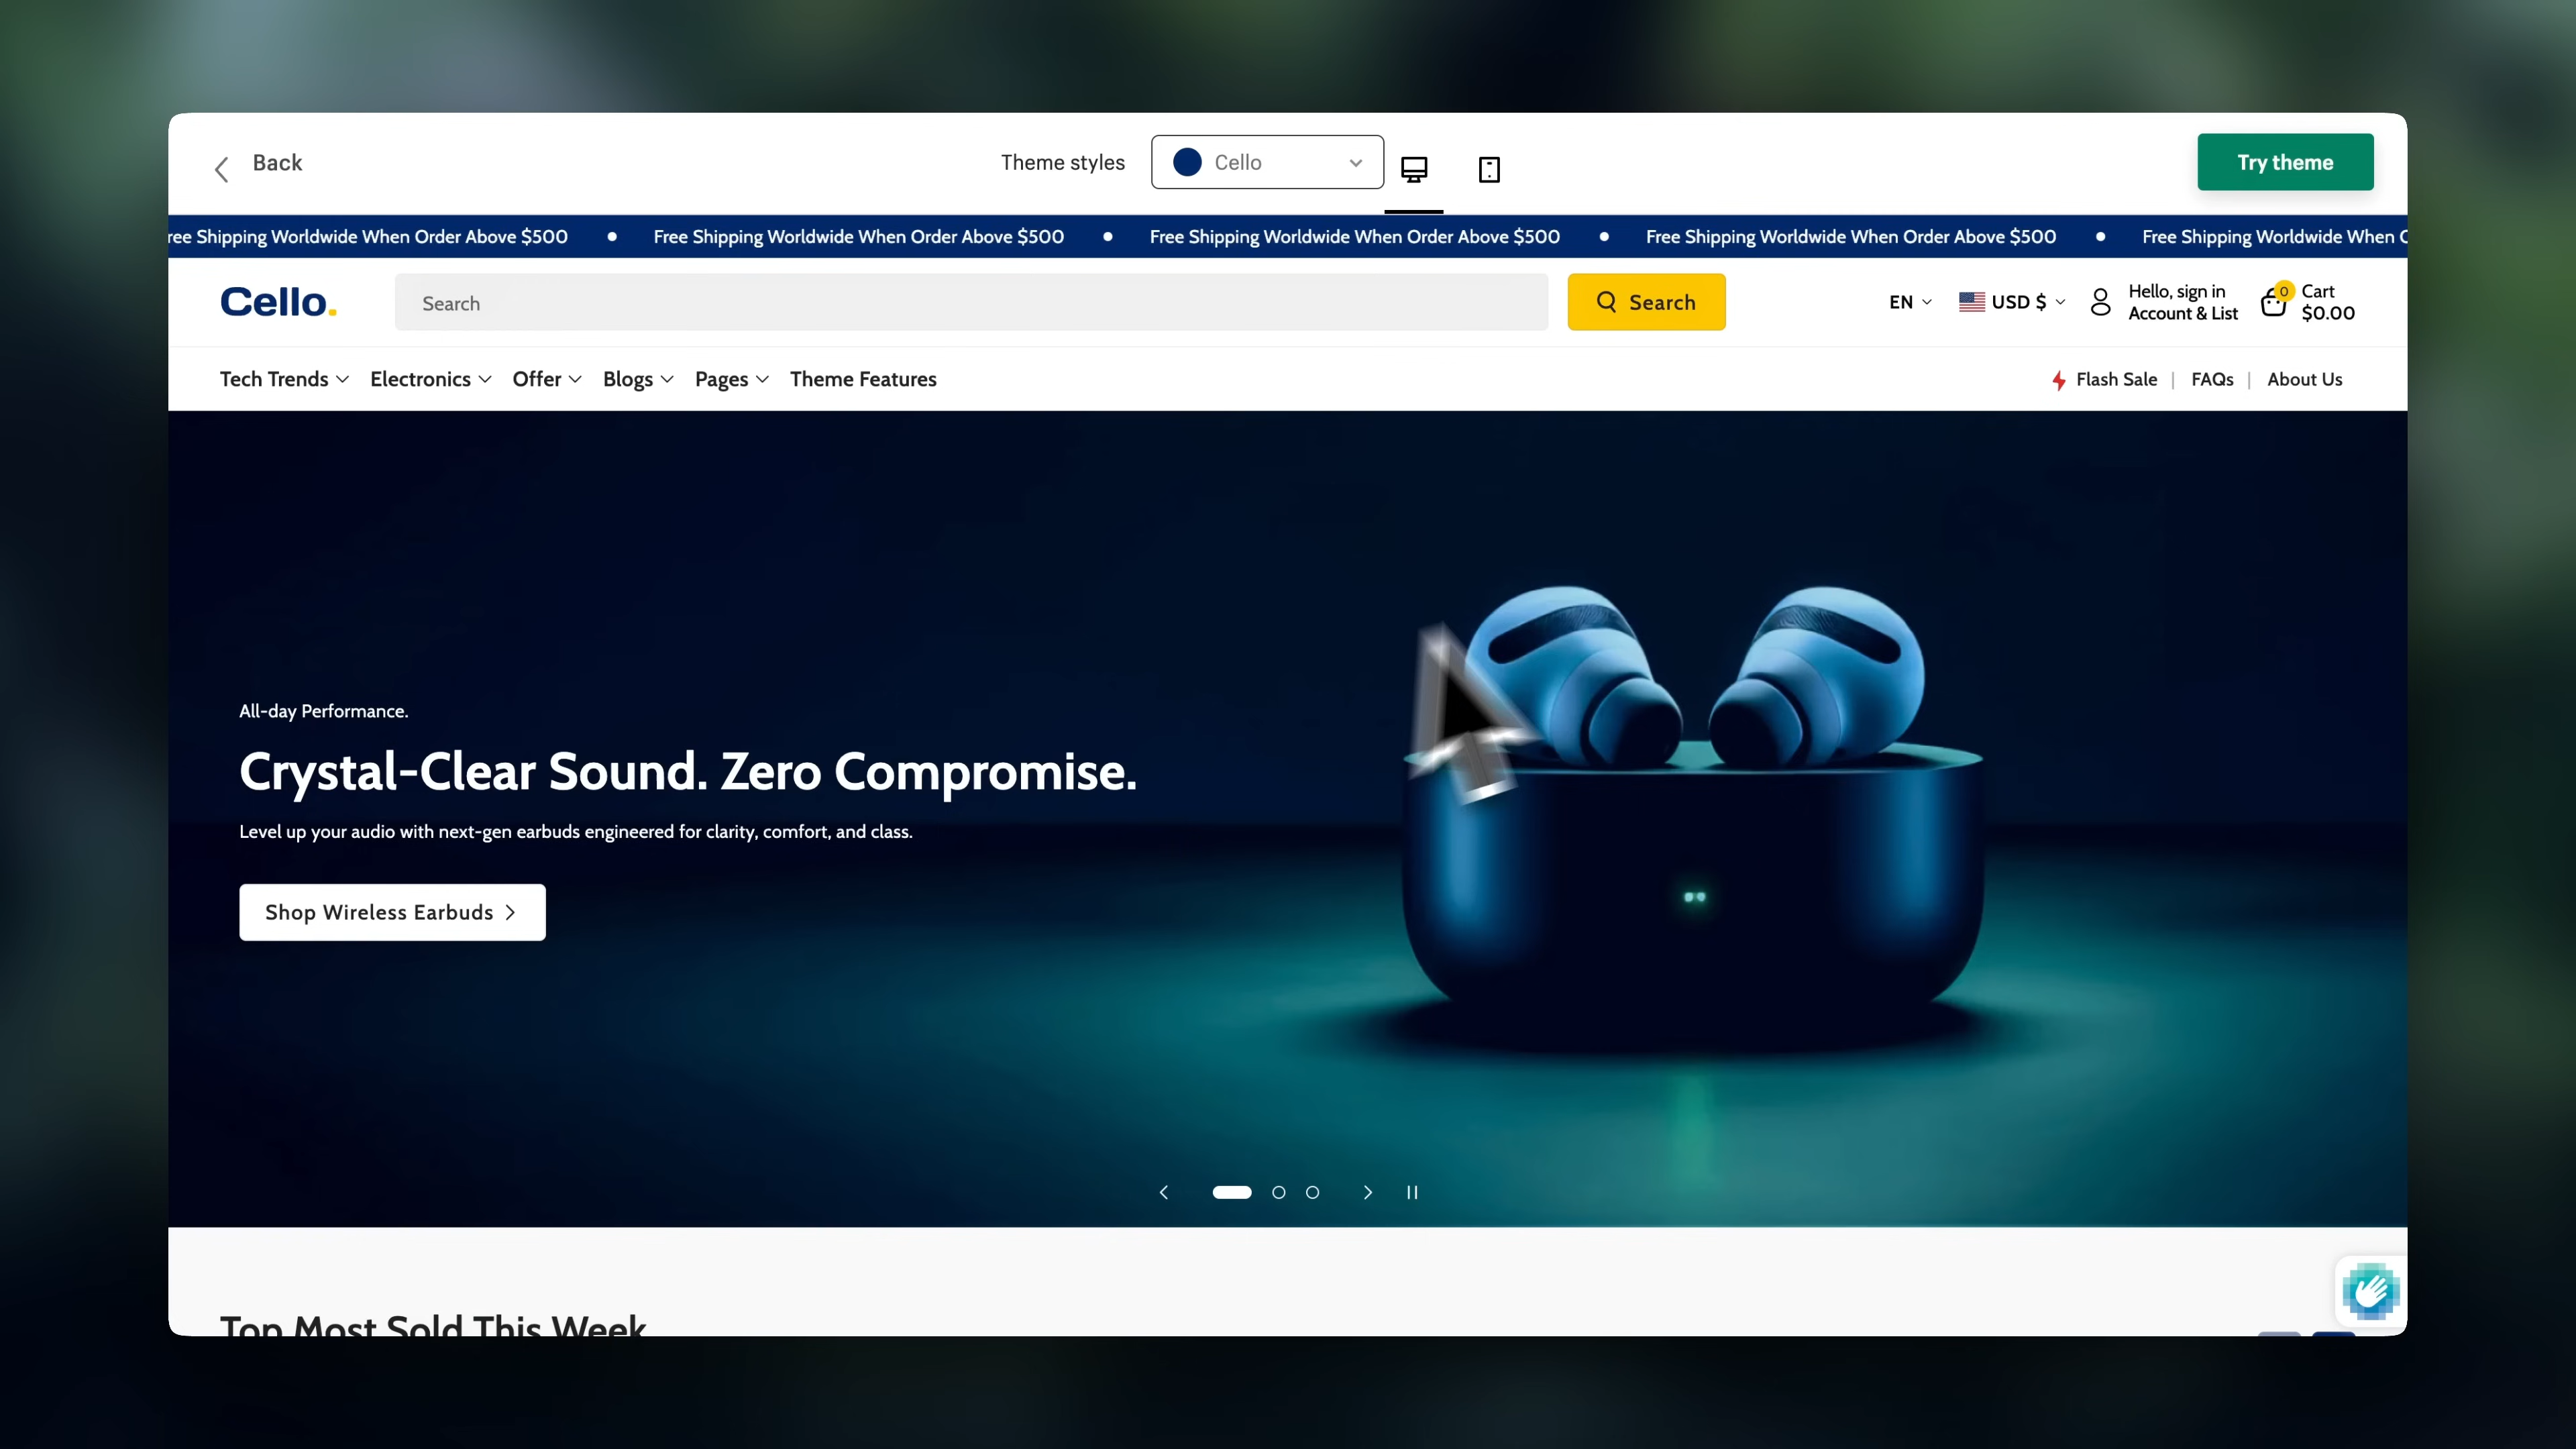 Back
Theme styles
Cello
Try theme
ree Shipping Worldwide When Order Above $500 • Free Shipping Worldwide When Order Above $500 • Free Shipping Worldwide When Order Above $500 • Free Shipping Worldwide When Order Above $500 • Free Shipping Worldwide When
Cello.
Search
Search
EN
USD $
Hello, sign in
Account & List
0
Cart
$0.00
Tech Trends
Electronics
Offer
Blogs
Pages
Theme Features
Flash Sale | FAQs | About Us
All-day Performance.
Crystal-Clear Sound. Zero Compromise.
Level up your audio with next-gen earbuds engineered for clarity, comfort, and class.
Shop Wireless Earbuds
Top Most Sold This Week